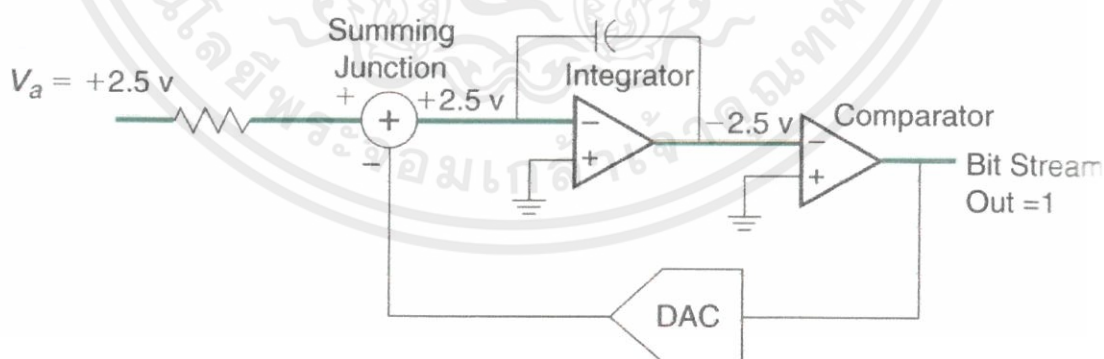 Summing
Junction
V_a = +2.5 v
+
+
+2.5 v
−
Integrator
−
+
−2.5 v
Comparator
−
+
Bit Stream
Out =1
DAC